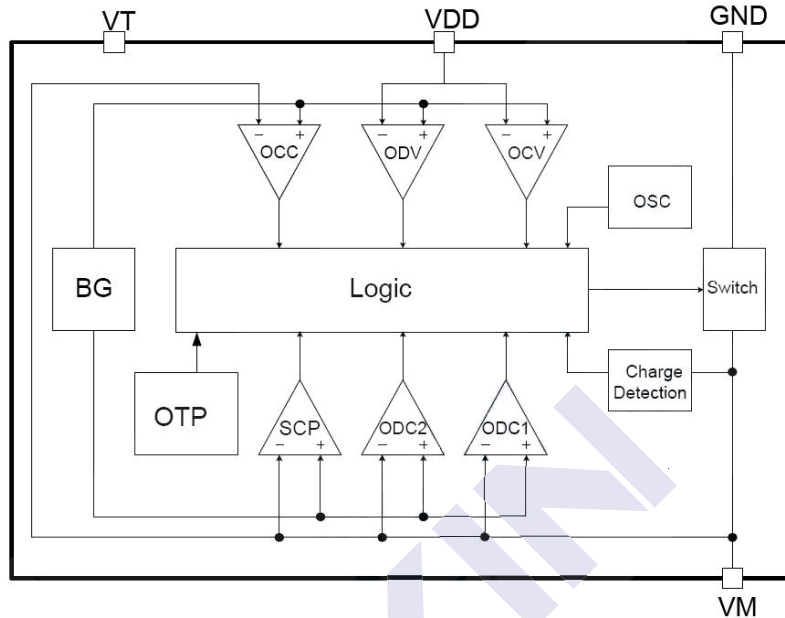 VT
VDD
GND
− +
OCC
− +
ODV
− +
OCV
OSC
BG
Logic
Switch
OTP
SCP
− +
ODC2
− +
ODC1
− +
Charge
Detection
VM